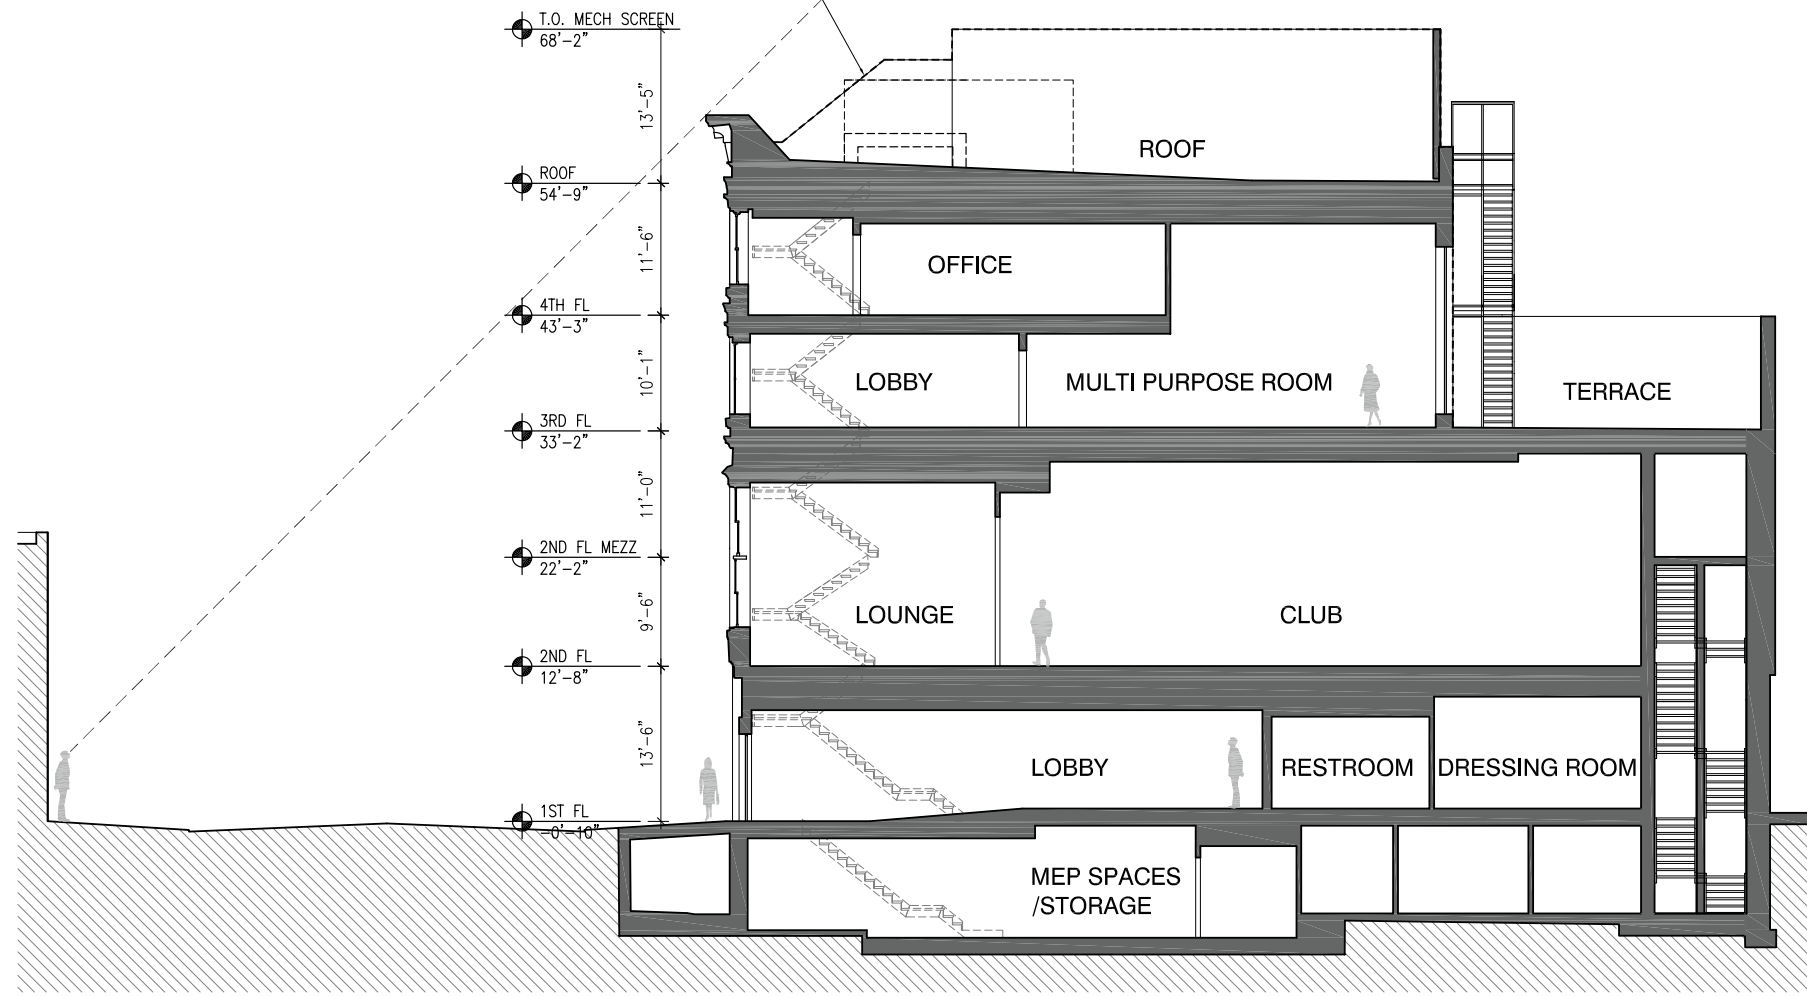 T.O. MECH SCREEN
68'-2"
13'-5"
ROOF
ROOF
54'-9"
11'-6"
OFFICE
4TH FL
43'-3"
10'-1"
LOBBY
MULTI PURPOSE ROOM
TERRACE
3RD FL
33'-2"
11'-0"
2ND FL MEZZ
22'-2"
9'-6"
LOUNGE
CLUB
2ND FL
12'-8"
13'-6"
LOBBY
RESTROOM
DRESSING ROOM
1ST FL
-0'-10"
MEP SPACES
/STORAGE